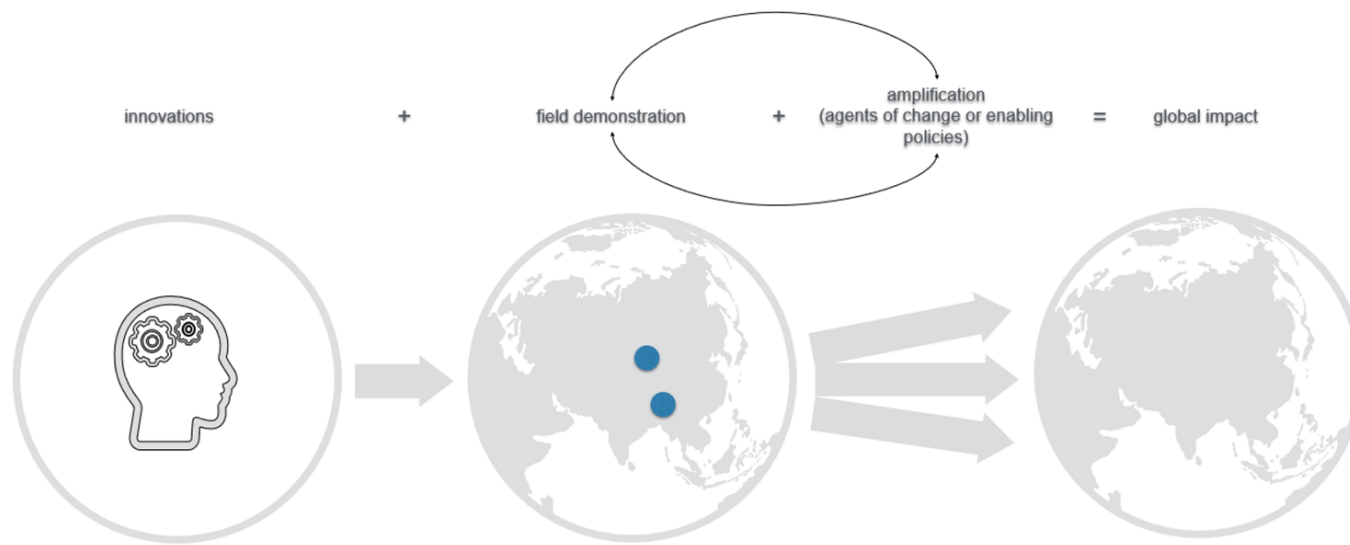 innovations + field demonstration + amplification
(agents of change or enabling
policies) = global impact